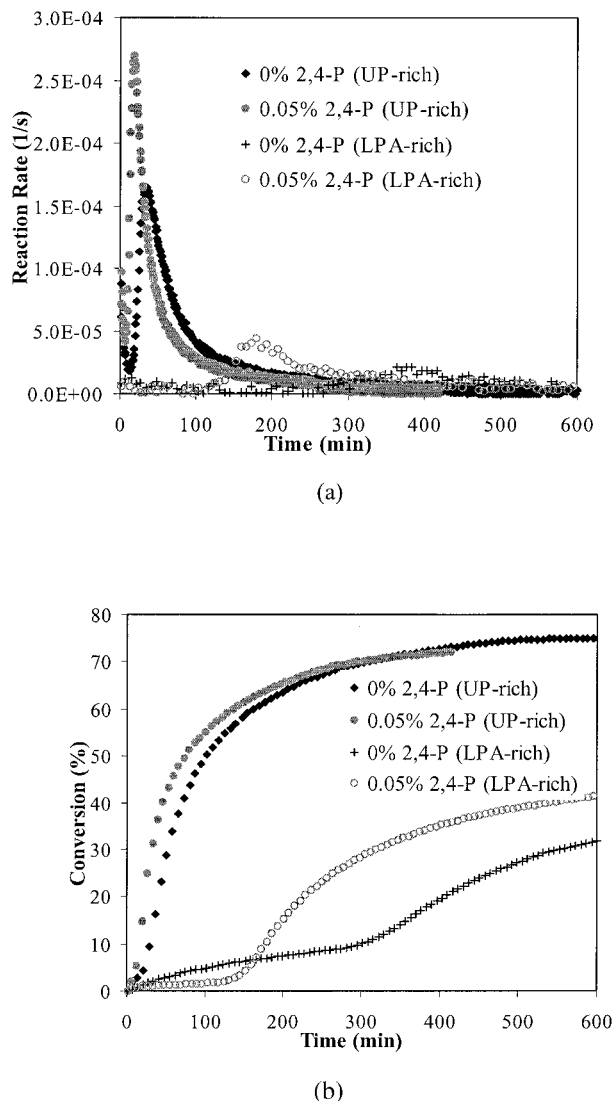 3.0E-04
2.5E-04
2.0E-04
1.5E-04
1.0E-04
5.0E-05
0.0E+00
Reaction Rate (1/s)
0% 2,4-P (UP-rich)
0.05% 2,4-P (UP-rich)
0% 2,4-P (LPA-rich)
0.05% 2,4-P (LPA-rich)
0 100 200 300 400 500 600
Time (min)
(a)
80
70
60
50
40
30
20
10
0
Conversion (%)
0% 2,4-P (UP-rich)
0.05% 2,4-P (UP-rich)
0% 2,4-P (LPA-rich)
0.05% 2,4-P (LPA-rich)
0 100 200 300 400 500 600
Time (min)
(b)